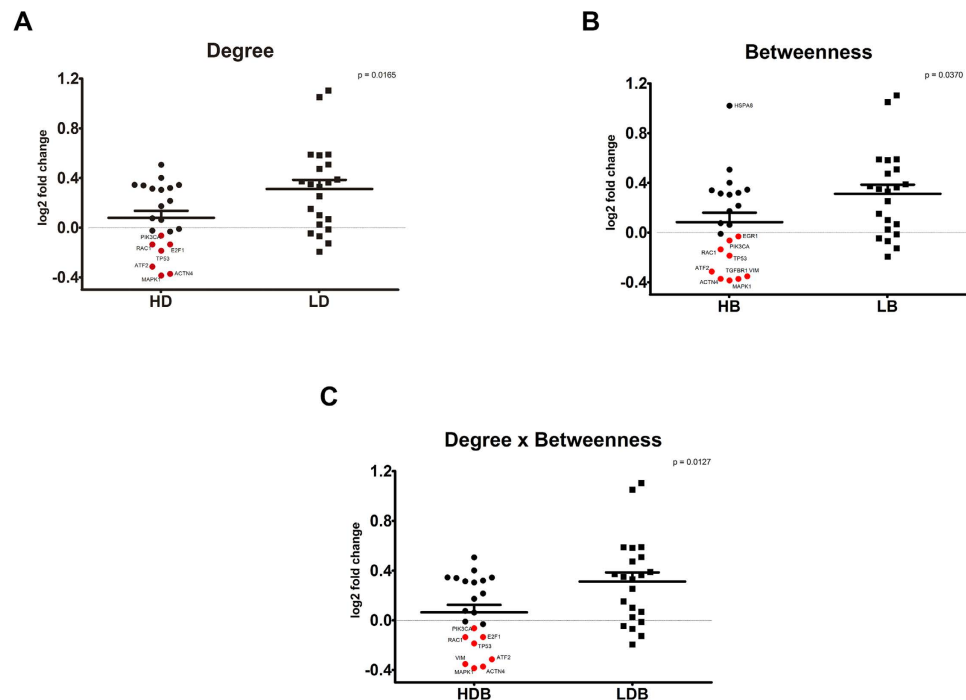 A
Degree
p = 0.0165
log2 fold change
1.2
0.8
0.4
0.0
-0.4
PIK3CA
RAC1
E2F1
TP53
ATF2
ACTN4
MAPK1
HD
LD
B
Betweenness
p = 0.0370
log2 fold change
1.2
0.8
0.4
0.0
-0.4
HSPA8
EGR1
PIK3CA
RAC1
TP53
ATF2
TGFBR1 VIM
ACTN4
MAPK1
HB
LB
C
Degree x Betweenness
p = 0.0127
log2 fold change
1.2
0.8
0.4
0.0
-0.4
PIK3CA
RAC1
E2F1
TP53
VIM
ATF2
MAPK1
ACTN4
HDB
LDB